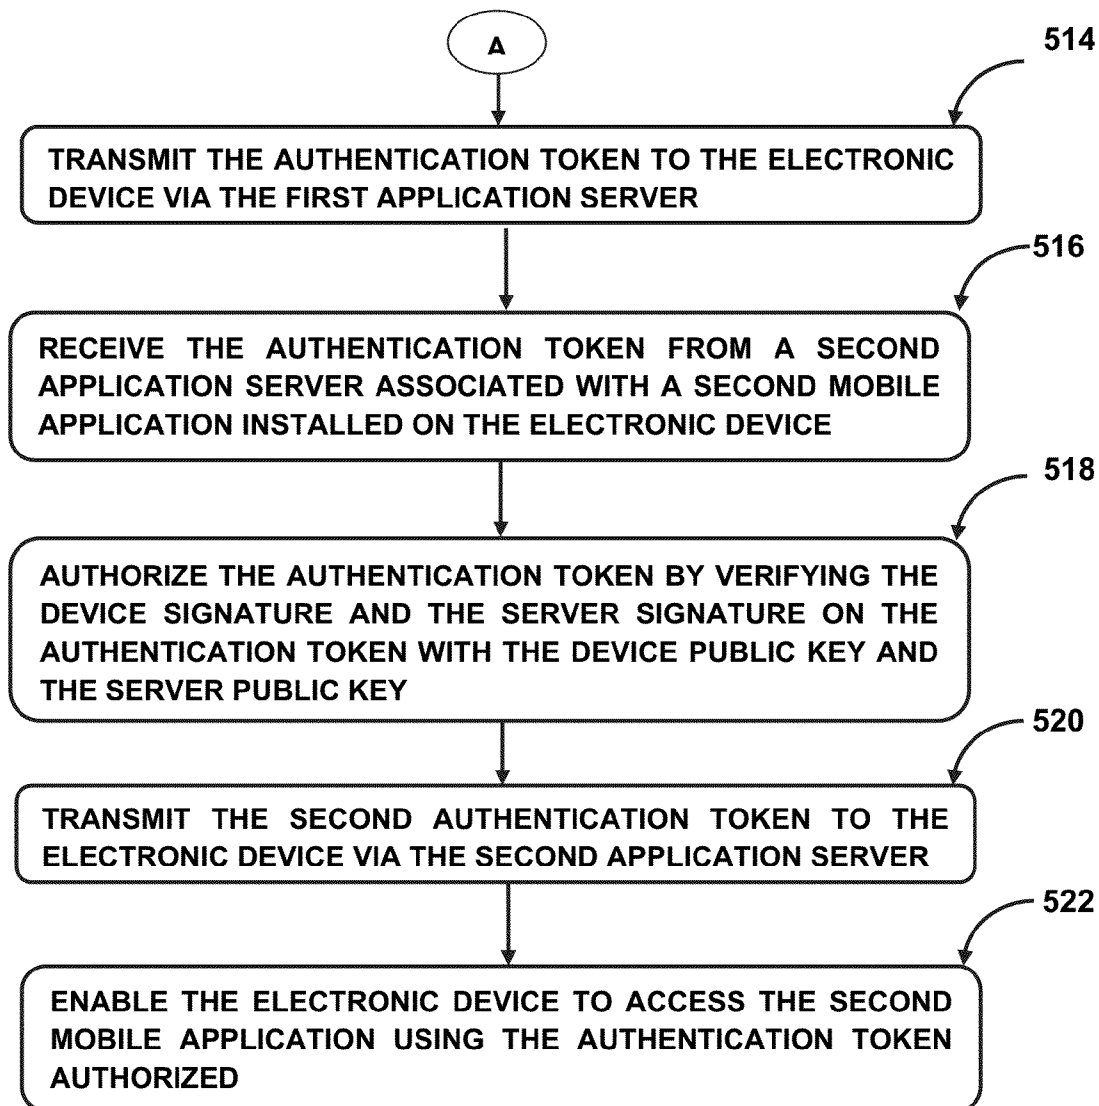 A
514
TRANSMIT THE AUTHENTICATION TOKEN TO THE ELECTRONIC
DEVICE VIA THE FIRST APPLICATION SERVER
516
RECEIVE THE AUTHENTICATION TOKEN FROM A SECOND
APPLICATION SERVER ASSOCIATED WITH A SECOND MOBILE
APPLICATION INSTALLED ON THE ELECTRONIC DEVICE
518
AUTHORIZE THE AUTHENTICATION TOKEN BY VERIFYING THE
DEVICE SIGNATURE AND THE SERVER SIGNATURE ON THE
AUTHENTICATION TOKEN WITH THE DEVICE PUBLIC KEY AND
THE SERVER PUBLIC KEY
520
TRANSMIT THE SECOND AUTHENTICATION TOKEN TO THE
ELECTRONIC DEVICE VIA THE SECOND APPLICATION SERVER
522
ENABLE THE ELECTRONIC DEVICE TO ACCESS THE SECOND
MOBILE APPLICATION USING THE AUTHENTICATION TOKEN
AUTHORIZED